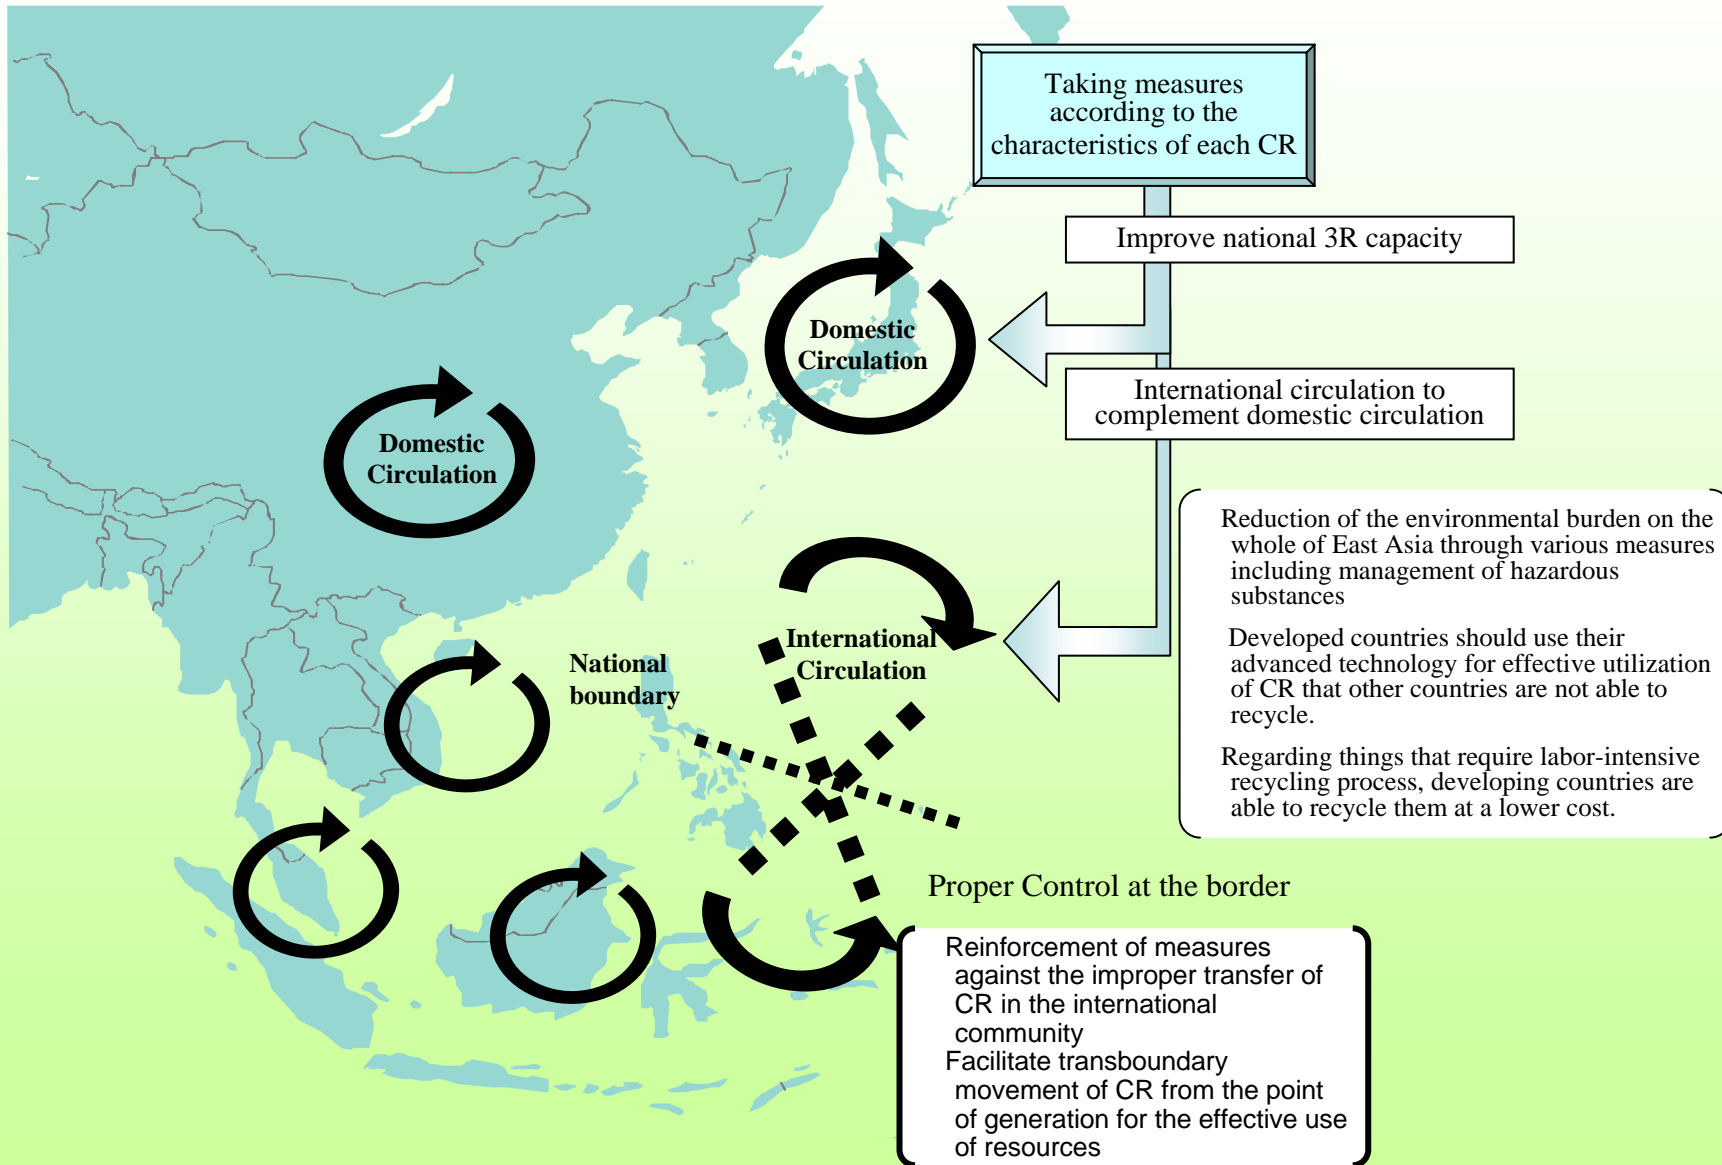 Taking measures
according to the
characteristics of each CR
Improve national 3R capacity
Domestic
Circulation
International circulation to
complement domestic circulation
Domestic
Circulation
Reduction of the environmental burden on the
whole of East Asia through various measures
including management of hazardous
substances
Developed countries should use their
advanced technology for effective utilization
of CR that other countries are not able to
recycle.
Regarding things that require labor-intensive
recycling process, developing countries are
able to recycle them at a lower cost.
International
Circulation
National
boundary
Proper Control at the border
Reinforcement of measures
against the improper transfer of
CR in the international
community
Facilitate transboundary
movement of CR from the point
of generation for the effective use
of resources